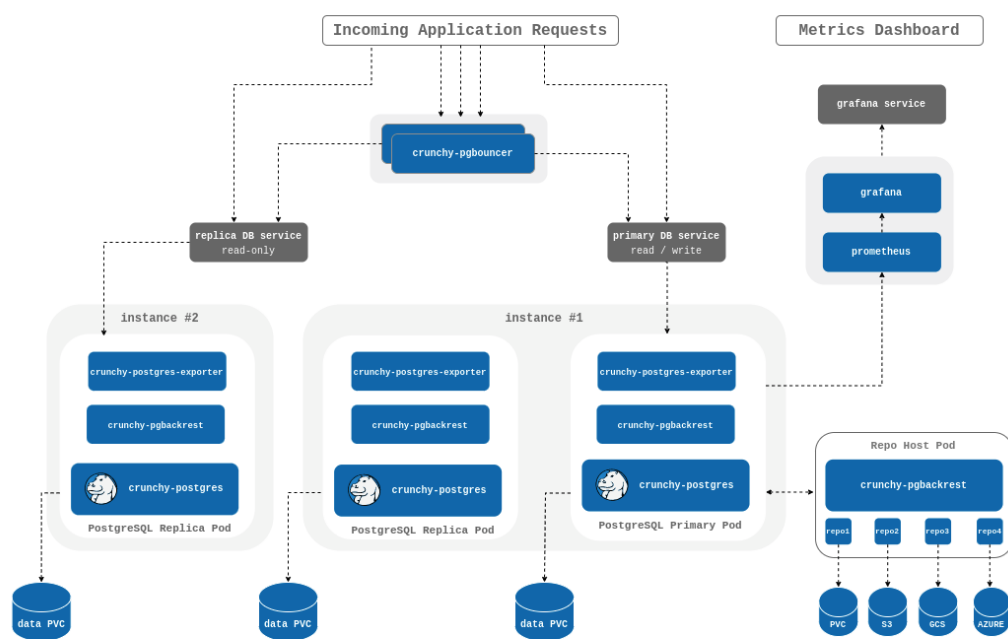 Incoming Application Requests
Metrics Dashboard
grafana service
crunchy-pgbouncer
grafana
replica DB service
read-only
primary DB service
read / write
prometheus
instance #2
instance #1
crunchy-postgres-exporter
crunchy-postgres-exporter
crunchy-postgres-exporter
crunchy-pgbackrest
crunchy-pgbackrest
crunchy-pgbackrest
crunchy-postgres
crunchy-postgres
crunchy-postgres
PostgreSQL Replica Pod
PostgreSQL Replica Pod
PostgreSQL Primary Pod
Repo Host Pod
crunchy-pgbackrest
repo1
repo2
repo3
repo4
data PVC
data PVC
data PVC
PVC
S3
GCS
AZURE